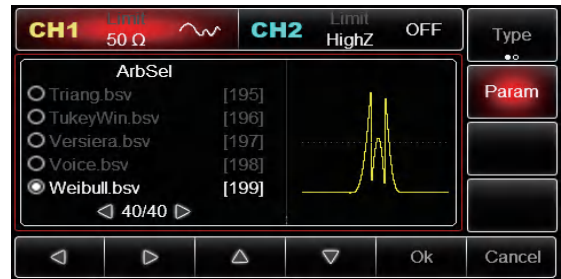 CH1 Limit 50 Ω
CH2 Limit HighZ OFF
Type
ArbSel
Triang.bsv [195]
TukeyWin.bsv [196]
Versiera.bsv [197]
Voice.bsv [198]
Weibull.bsv [199]
40/40
Param
Ok
Cancel